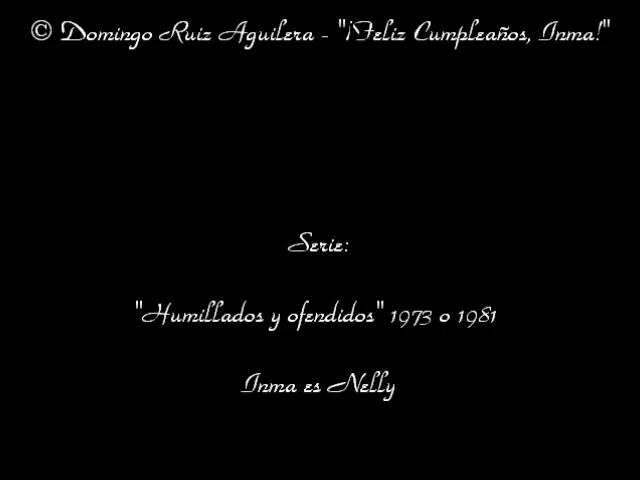 © Domingo Ruiz Aguilera - "¡Feliz Cumpleaños, Inma!"
Serie:
"Humillados y ofendidos" 1973 o 1981
Inma es Nelly